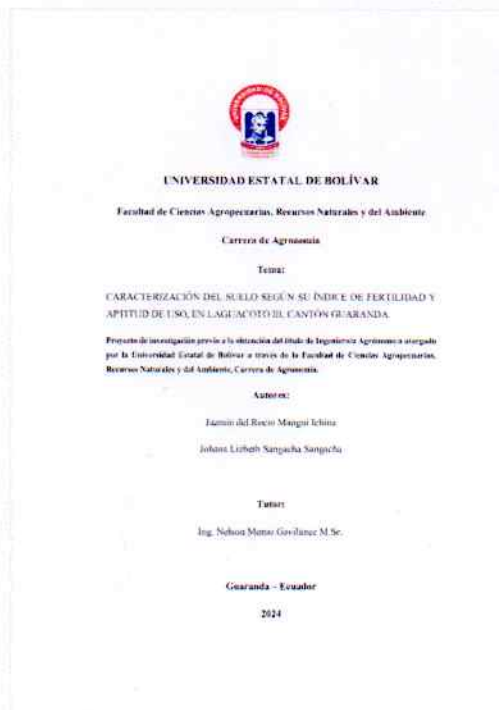 UNIVERSIDAD ESTATAL DE BOLÍVAR
Facultad de Ciencias Agropecuarias, Recursos Naturales y del Ambiente
Carrera de Agronomía
Tema:
CARACTERIZACIÓN DEL SUELO SEGÚN SU ÍNDICE DE FERTILIDAD Y
APTITUD DE USO, EN LAGUACOTO III, CANTÓN GUARANDA
Proyecto de investigación previo a la obtención del título de Ingeniero/a Agrónomo/a otorgado
por la Universidad Estatal de Bolívar a través de la Facultad de Ciencias Agropecuarias,
Recursos Naturales y del Ambiente, Carrera de Agronomía.
Autores:
del Rocío Mangui
Johana Lizbeth Sangacha Sangacha
Tutor:
Ing. Nelson Monar Gavilanez M.Sc.
Guaranda – Ecuador
2024